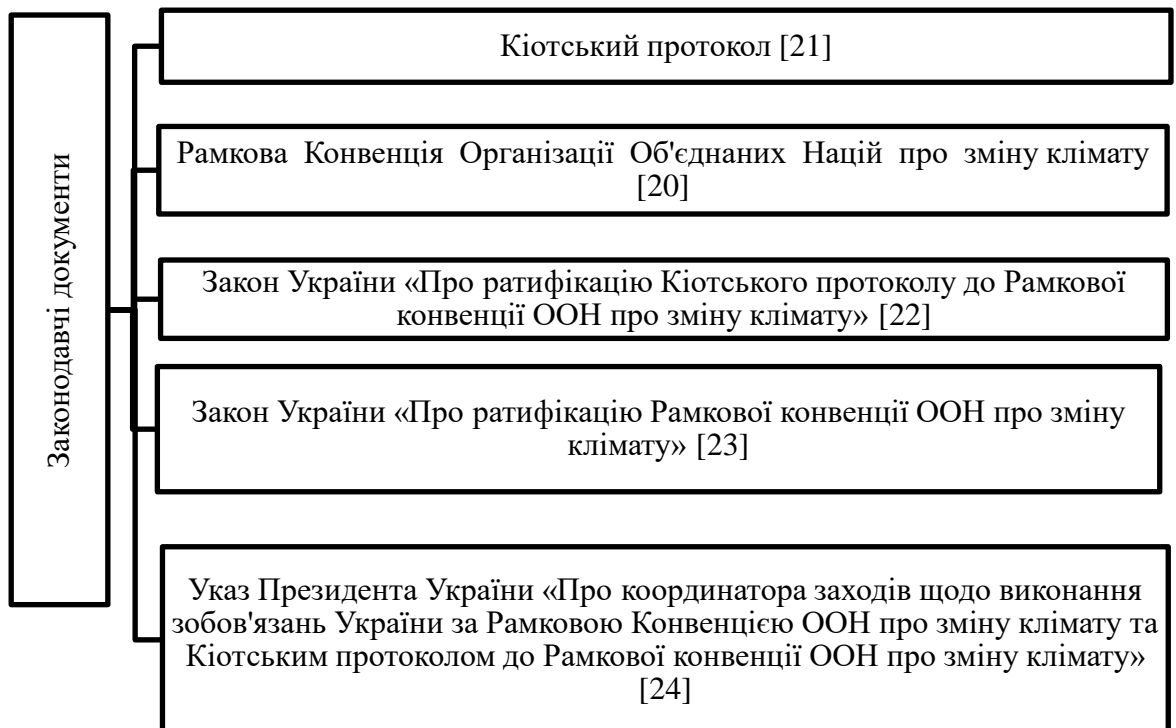 Законодавчі документи
Кіотський протокол [21]
Рамкова Конвенція Організації Об'єднаних Націй про зміну клімату
[20]
Закон України «Про ратифікацію Кіотського протоколу до Рамкової
конвенції ООН про зміну клімату» [22]
Закон України «Про ратифікацію Рамкової конвенції ООН про зміну
клімату» [23]
Указ Президента України «Про координатора заходів щодо виконання
зобов'язань України за Рамковою Конвенцією ООН про зміну клімату та
Кіотським протоколом до Рамкової конвенції ООН про зміну клімату»
[24]